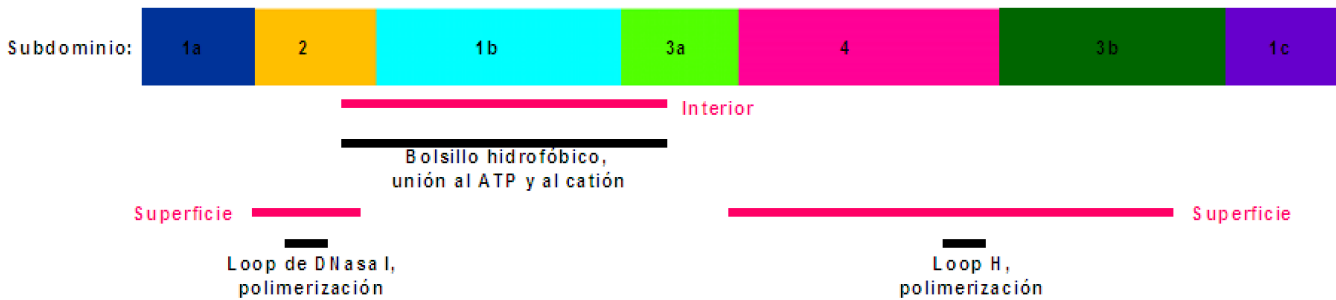 Subdominio: 1a 2 1b 3a 4 3b 1c
Interior
Bolsillo hidrofóbico,
unión al ATP y al catión
Superficie Superficie
Loop de DNasa I, Loop H,
polimerización polimerización